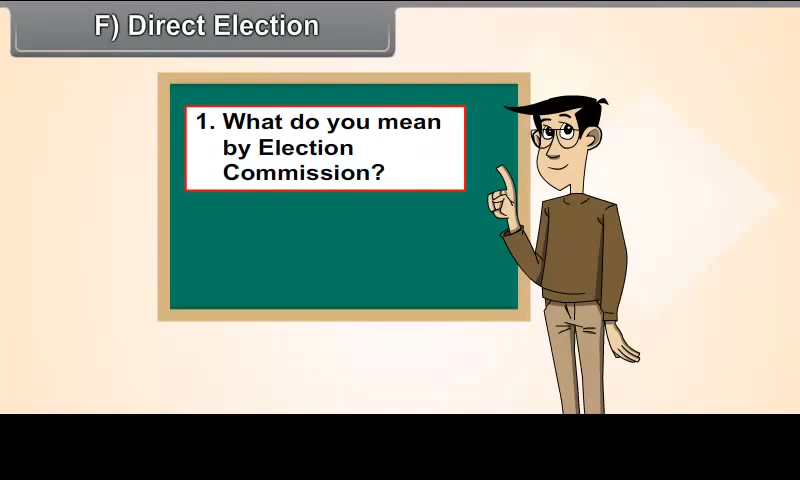 F) Direct Election
1. What do you mean
by Election
Commission?